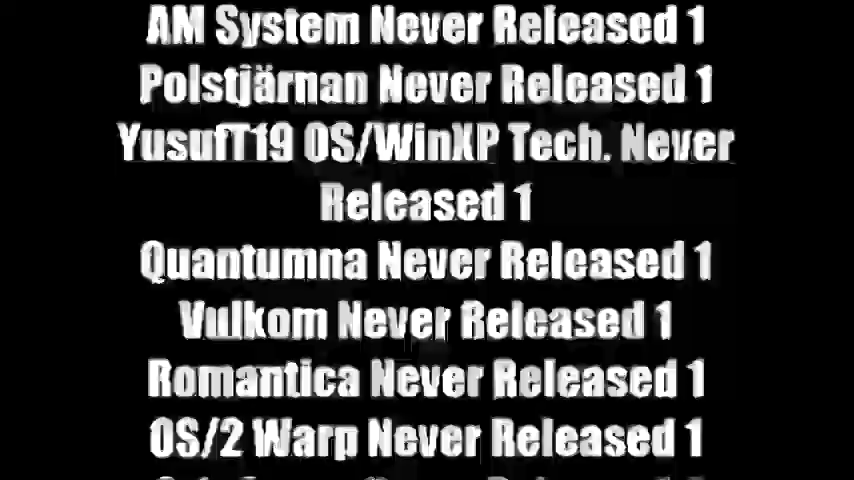 AM System Never Released 1
Polstjärnan Never Released 1
YusufT19 OS/WinXP Tech. Never
Released 1
Quantumna Never Released 1
Vulkom Never Released 1
Romantica Never Released 1
OS/2 Warp Never Released 1